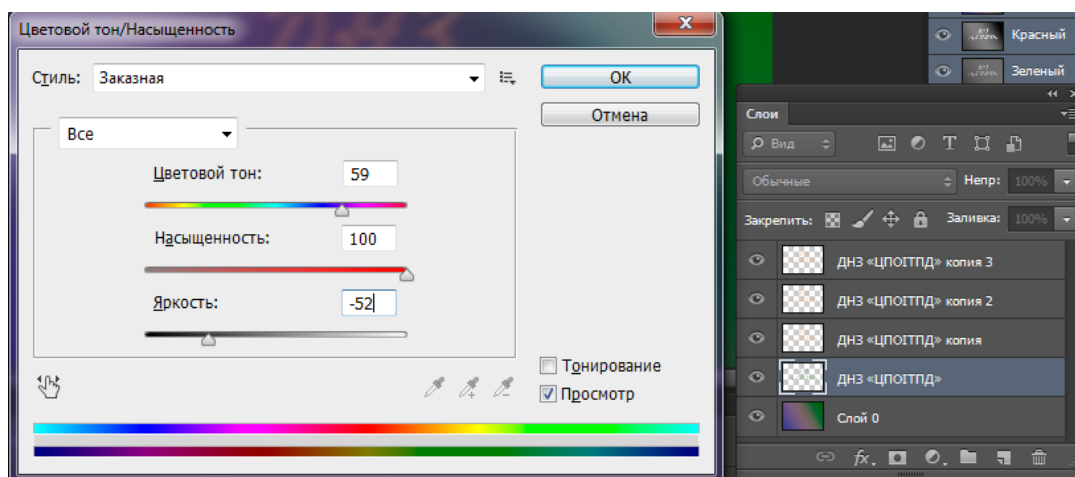 Цветовой тон/Насыщенность
Стиль: Заказная
OK
Отмена
Все
Цветовой тон: 59
Насыщенность: 100
Яркость: -52
Тонирование
Просмотр
Красный
Зеленый
Слои
Вид
Обычные
Непр: 100%
Закрепить:
Заливка: 100%
ДНЗ «ЦПОІТПД» копия 3
ДНЗ «ЦПОІТПД» копия 2
ДНЗ «ЦПОІТПД» копия
ДНЗ «ЦПОІТПД»
Слой 0
fx